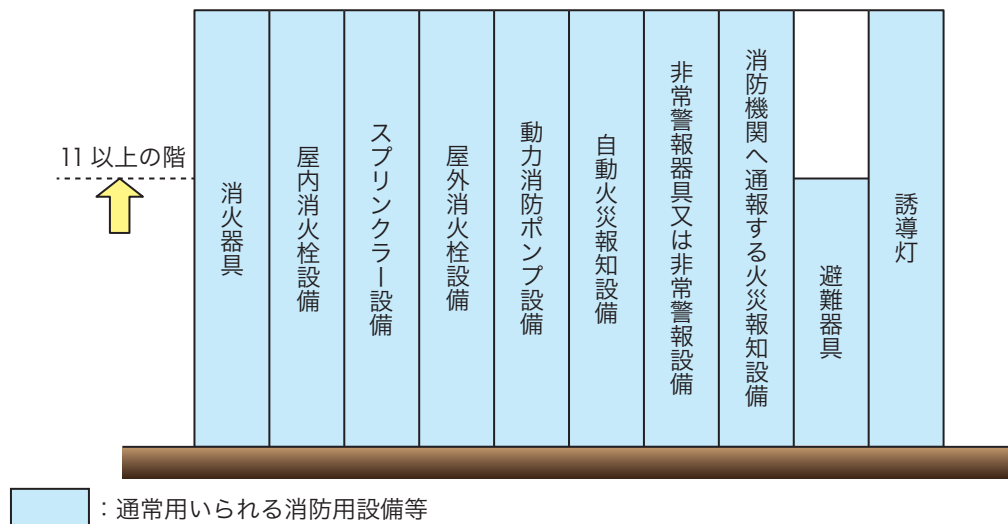 11 以上の階
消火器具
屋内消火栓設備
スプリンクラー設備
屋外消火栓設備
動力消防ポンプ設備
自動火災報知設備
非常警報器具又は非常警報設備
消防機関へ通報する火災報知設備
避難器具
誘導灯
：通常用いられる消防用設備等